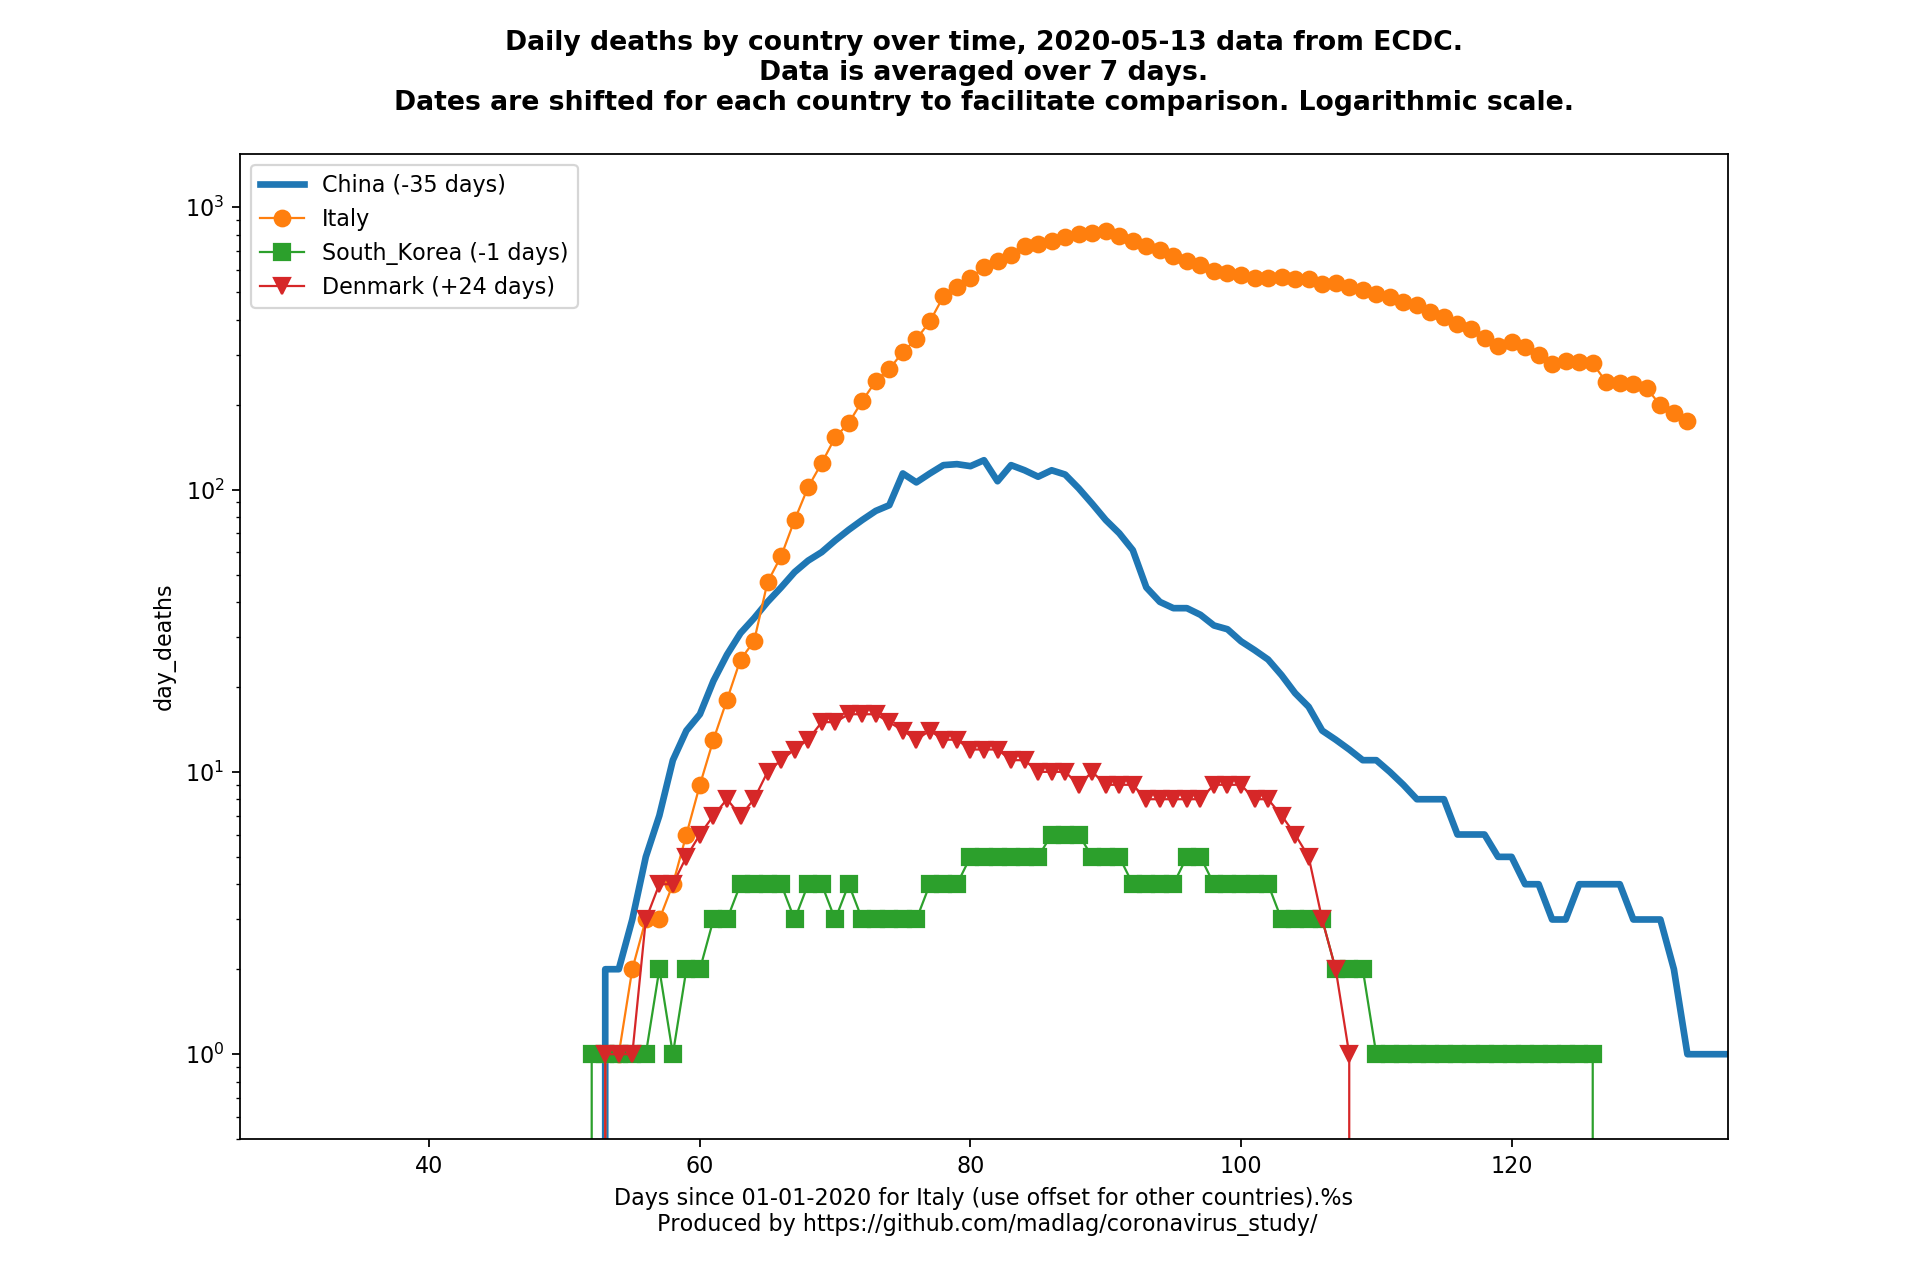 Daily deaths by country over time, 2020-05-13 data from ECDC.
Data is averaged over 7 days.
Dates are shifted for each country to facilitate comparison. Logarithmic scale.
China (-35 days)
Italy
South_Korea (-1 days)
Denmark (+24 days)
10³
10²
10¹
10⁰
day_deaths
40 60 80 100 120
Days since 01-01-2020 for Italy (use offset for other countries).%s
Produced by https://github.com/madlag/coronavirus_study/